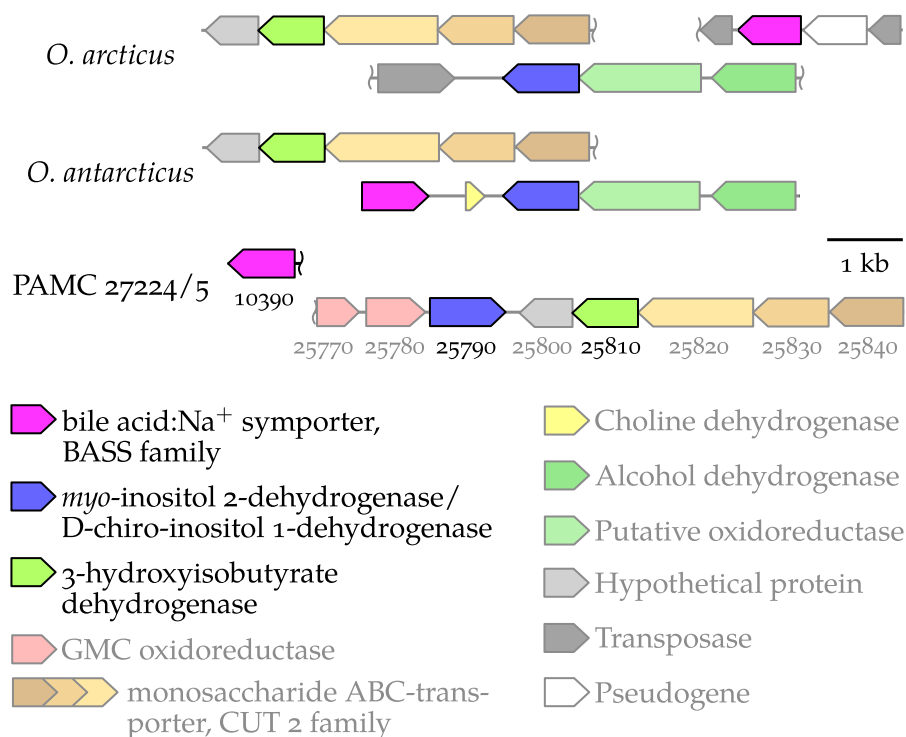 O. arcticus
O. antarcticus
1 kb
PAMC 27224/5
10390
25770 25780 25790 25800 25810 25820 25830 25840
bile acid:Na+ symporter,
BASS family
myo-inositol 2-dehydrogenase/
D-chiro-inositol 1-dehydrogenase
3-hydroxyisobutyrate
dehydrogenase
GMC oxidoreductase
monosaccharide ABC-trans-
porter, CUT 2 family
Choline dehydrogenase
Alcohol dehydrogenase
Putative oxidoreductase
Hypothetical protein
Transposase
Pseudogene